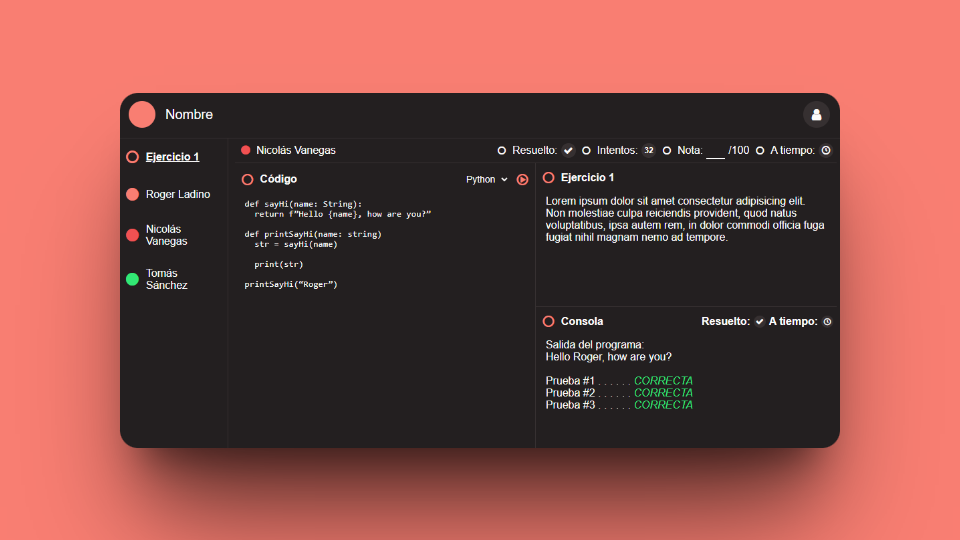 Nombre
Ejercicio 1
Roger Ladino
Nicolás
Vanegas
Tomás
Sánchez
Nicolás Vanegas
Resuelto: Intentos: 32 Nota: ___ /100 A tiempo:
Código Python
def sayHi(name: String):
  return f"Hello {name}, how are you?"
def printSayHi(name: string)
  str = sayHi(name)
  print(str)
printSayHi("Roger")
Ejercicio 1
Lorem ipsum dolor sit amet consectetur adipisicing elit.
Non molestiae culpa reiciendis provident, quod natus
voluptatibus, ipsa autem rem, in dolor commodi officia fuga
fugiat nihil magnam nemo ad tempore.
Consola Resuelto: A tiempo:
Salida del programa:
Hello Roger, how are you?
Prueba #1 . . . . . . CORRECTA
Prueba #2 . . . . . . CORRECTA
Prueba #3 . . . . . . CORRECTA